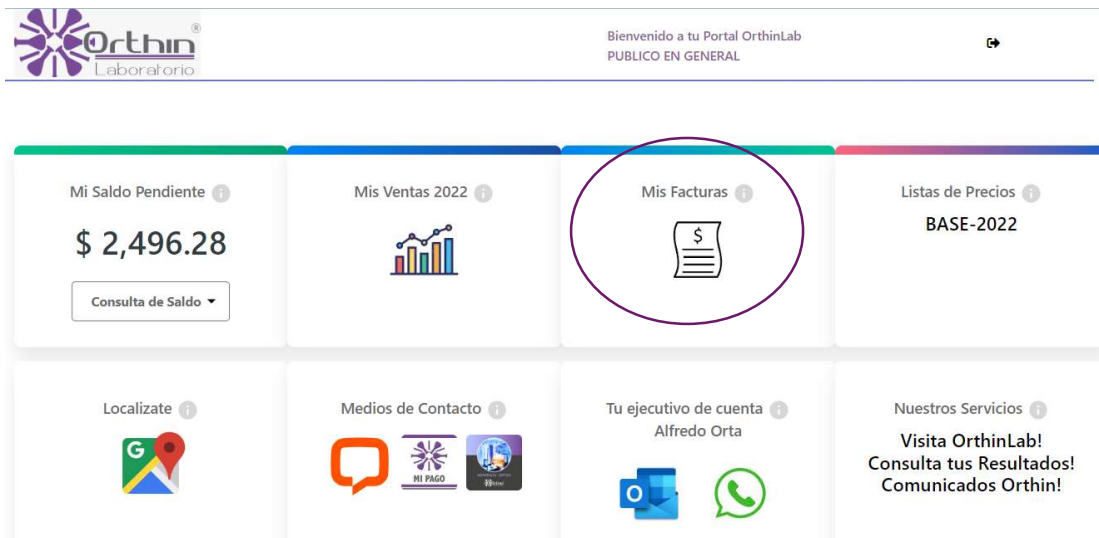 Orthin®
Laboratorio
Bienvenido a tu Portal OrthinLab
PUBLICO EN GENERAL
Mi Saldo Pendiente i
$ 2,496.28
Consulta de Saldo
Mis Ventas 2022 i
Mis Facturas i
$
Listas de Precios i
BASE-2022
Localizate i
G
Medios de Contacto i
MI PAGO
Tu ejecutivo de cuenta i
Alfredo Orta
O
Nuestros Servicios i
Visita OrthinLab!
Consulta tus Resultados!
Comunicados Orthin!